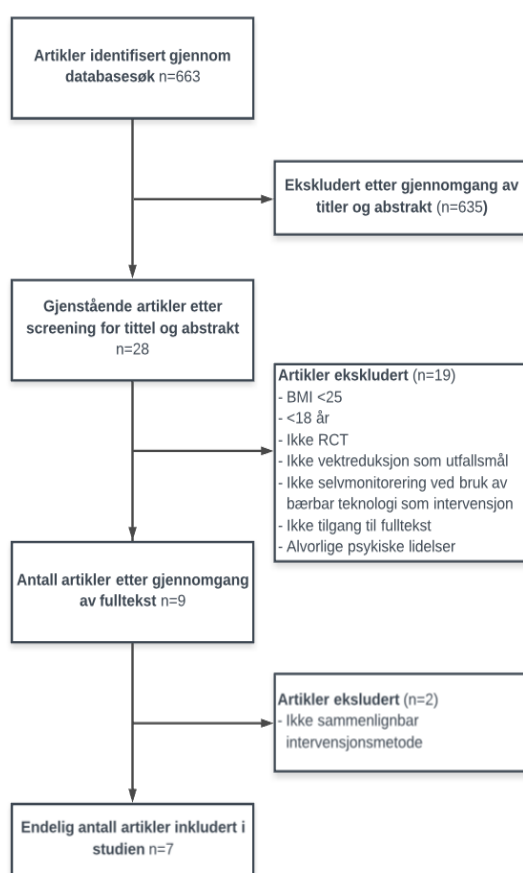 Artikler identifisert gjennom
databasesøk n=663
Ekskludert etter gjennomgang av
titler og abstrakt (n=635)
Gjenstående artikler etter
screening for tittel og abstrakt
n=28
Artikler ekskludert (n=19)
- BMI <25
- <18 år
- Ikke RCT
- Ikke vektreduksjon som utfallsmål
- Ikke selvmonitorering ved bruk av
bærbar teknologi som intervensjon
- Ikke tilgang til fulltekst
- Alvorlige psykiske lidelser
Antall artikler etter gjennomgang
av fulltekst n=9
Artikler eksludert (n=2)
- Ikke sammenlignbar
intervensjonsmetode
Endelig antall artikler inkludert i
studien n=7